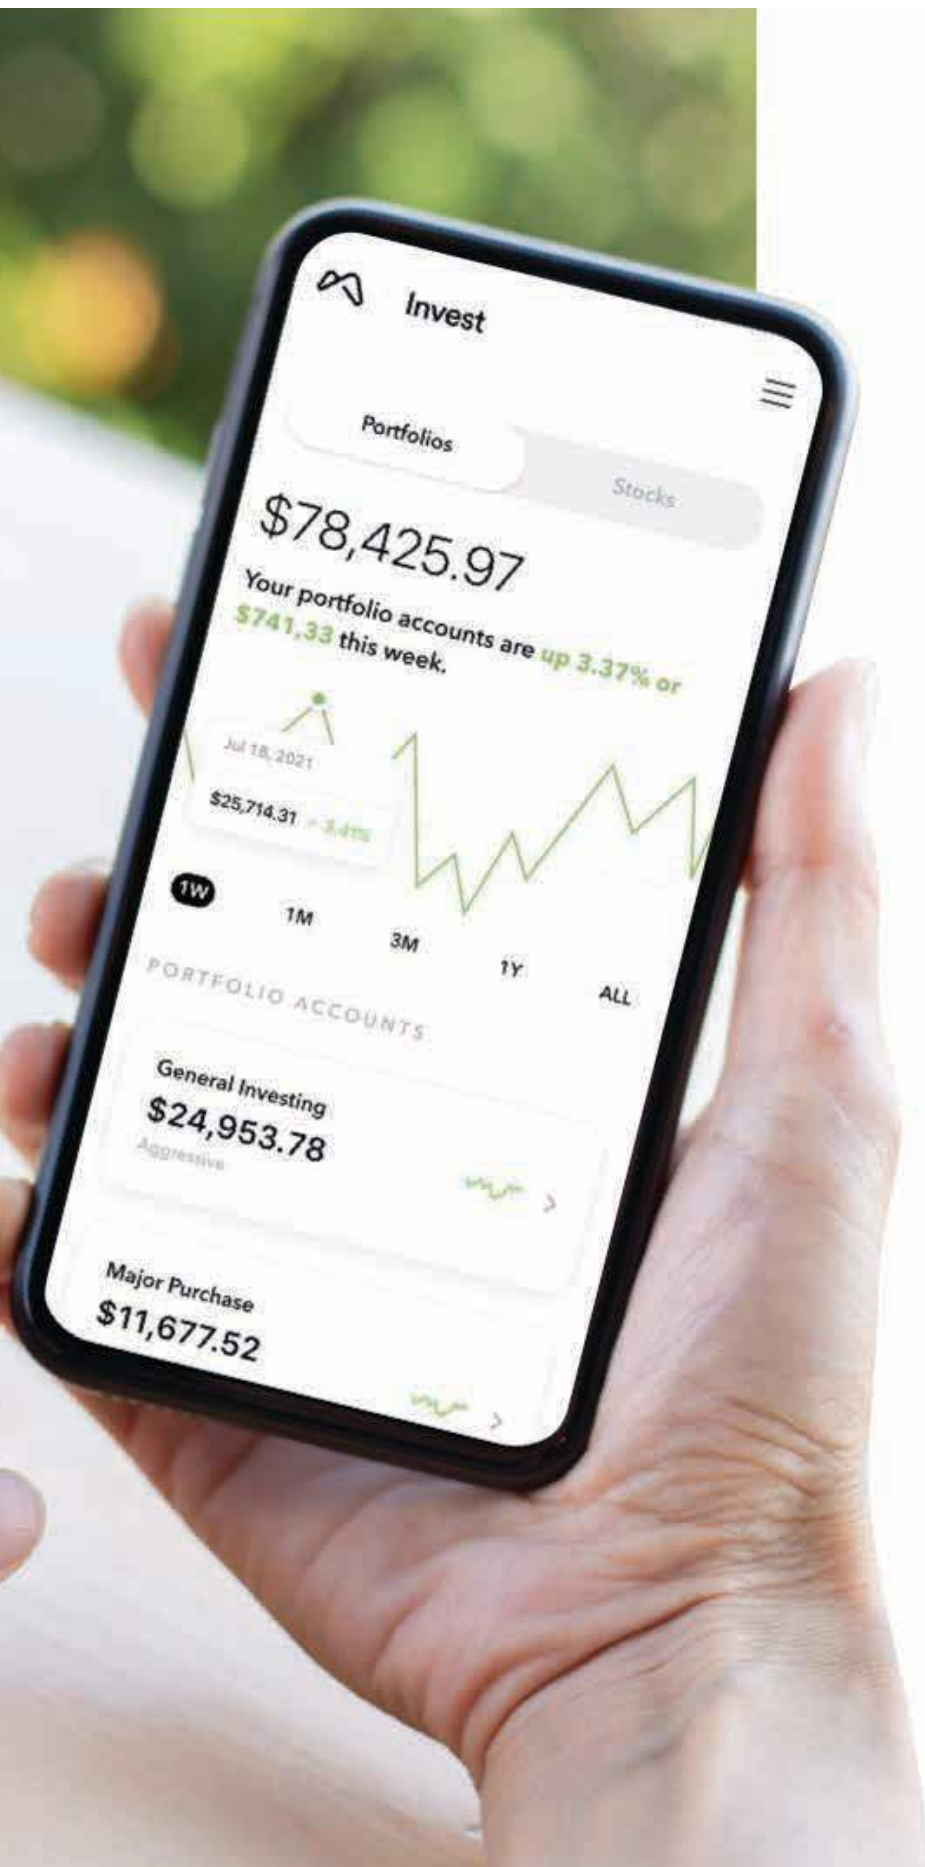 Invest
Portfolios
Stocks
$78,425.97
Your portfolio accounts are up 3.37% or
$741,33 this week.
Jul 18, 2021
$25,714.31
1W
1M
3M
1Y
ALL
PORTFOLIO ACCOUNTS
General Investing
$24,953.78
Aggressive
Major Purchase
$11,677.52